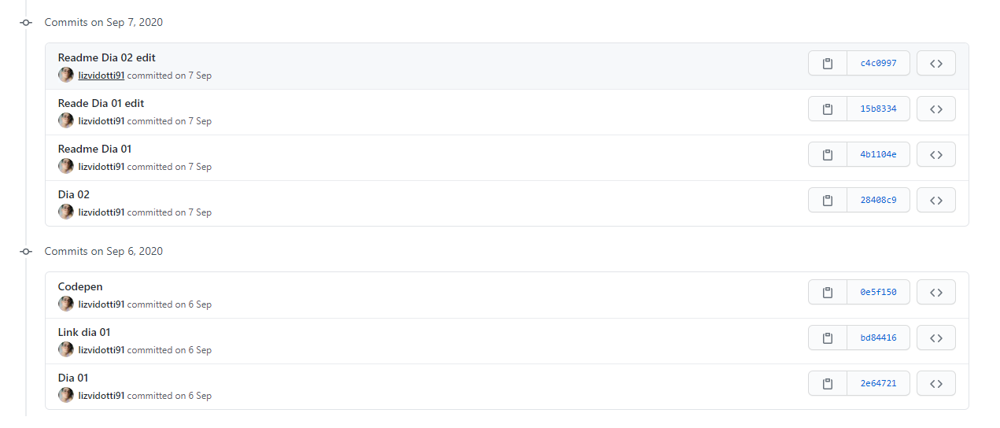 Commits on Sep 7, 2020
Readme Dia 02 edit
c4c0997
lizvidotti91 committed on 7 Sep
Reade Dia 01 edit
15b8334
lizvidotti91 committed on 7 Sep
Readme Dia 01
4b1104e
lizvidotti91 committed on 7 Sep
Dia 02
28408c9
lizvidotti91 committed on 7 Sep
Commits on Sep 6, 2020
Codepen
0e5f150
lizvidotti91 committed on 6 Sep
Link dia 01
bd84416
lizvidotti91 committed on 6 Sep
Dia 01
2e64721
lizvidotti91 committed on 6 Sep